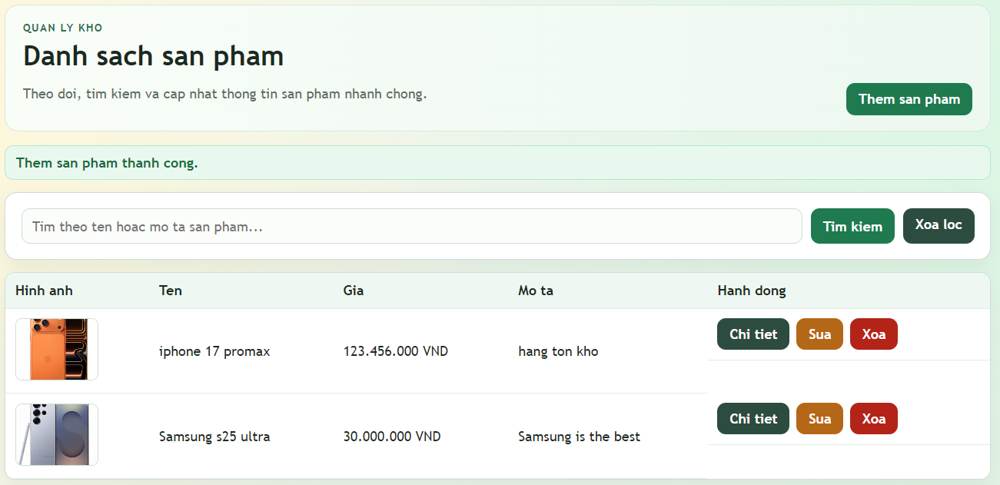 QUAN LY KHO
Danh sach san pham
Theo doi, tim kiem va cap nhat thong tin san pham nhanh chong.
Them san pham
Them san pham thanh cong.
Tim theo ten hoac mo ta san pham...
Tim kiem
Xoa loc
Hinh anh Ten Gia Mo ta Hanh dong
iphone 17 promax 123.456.000 VND hang ton kho Chi tiet Sua Xoa
Samsung s25 ultra 30.000.000 VND Samsung is the best Chi tiet Sua Xoa